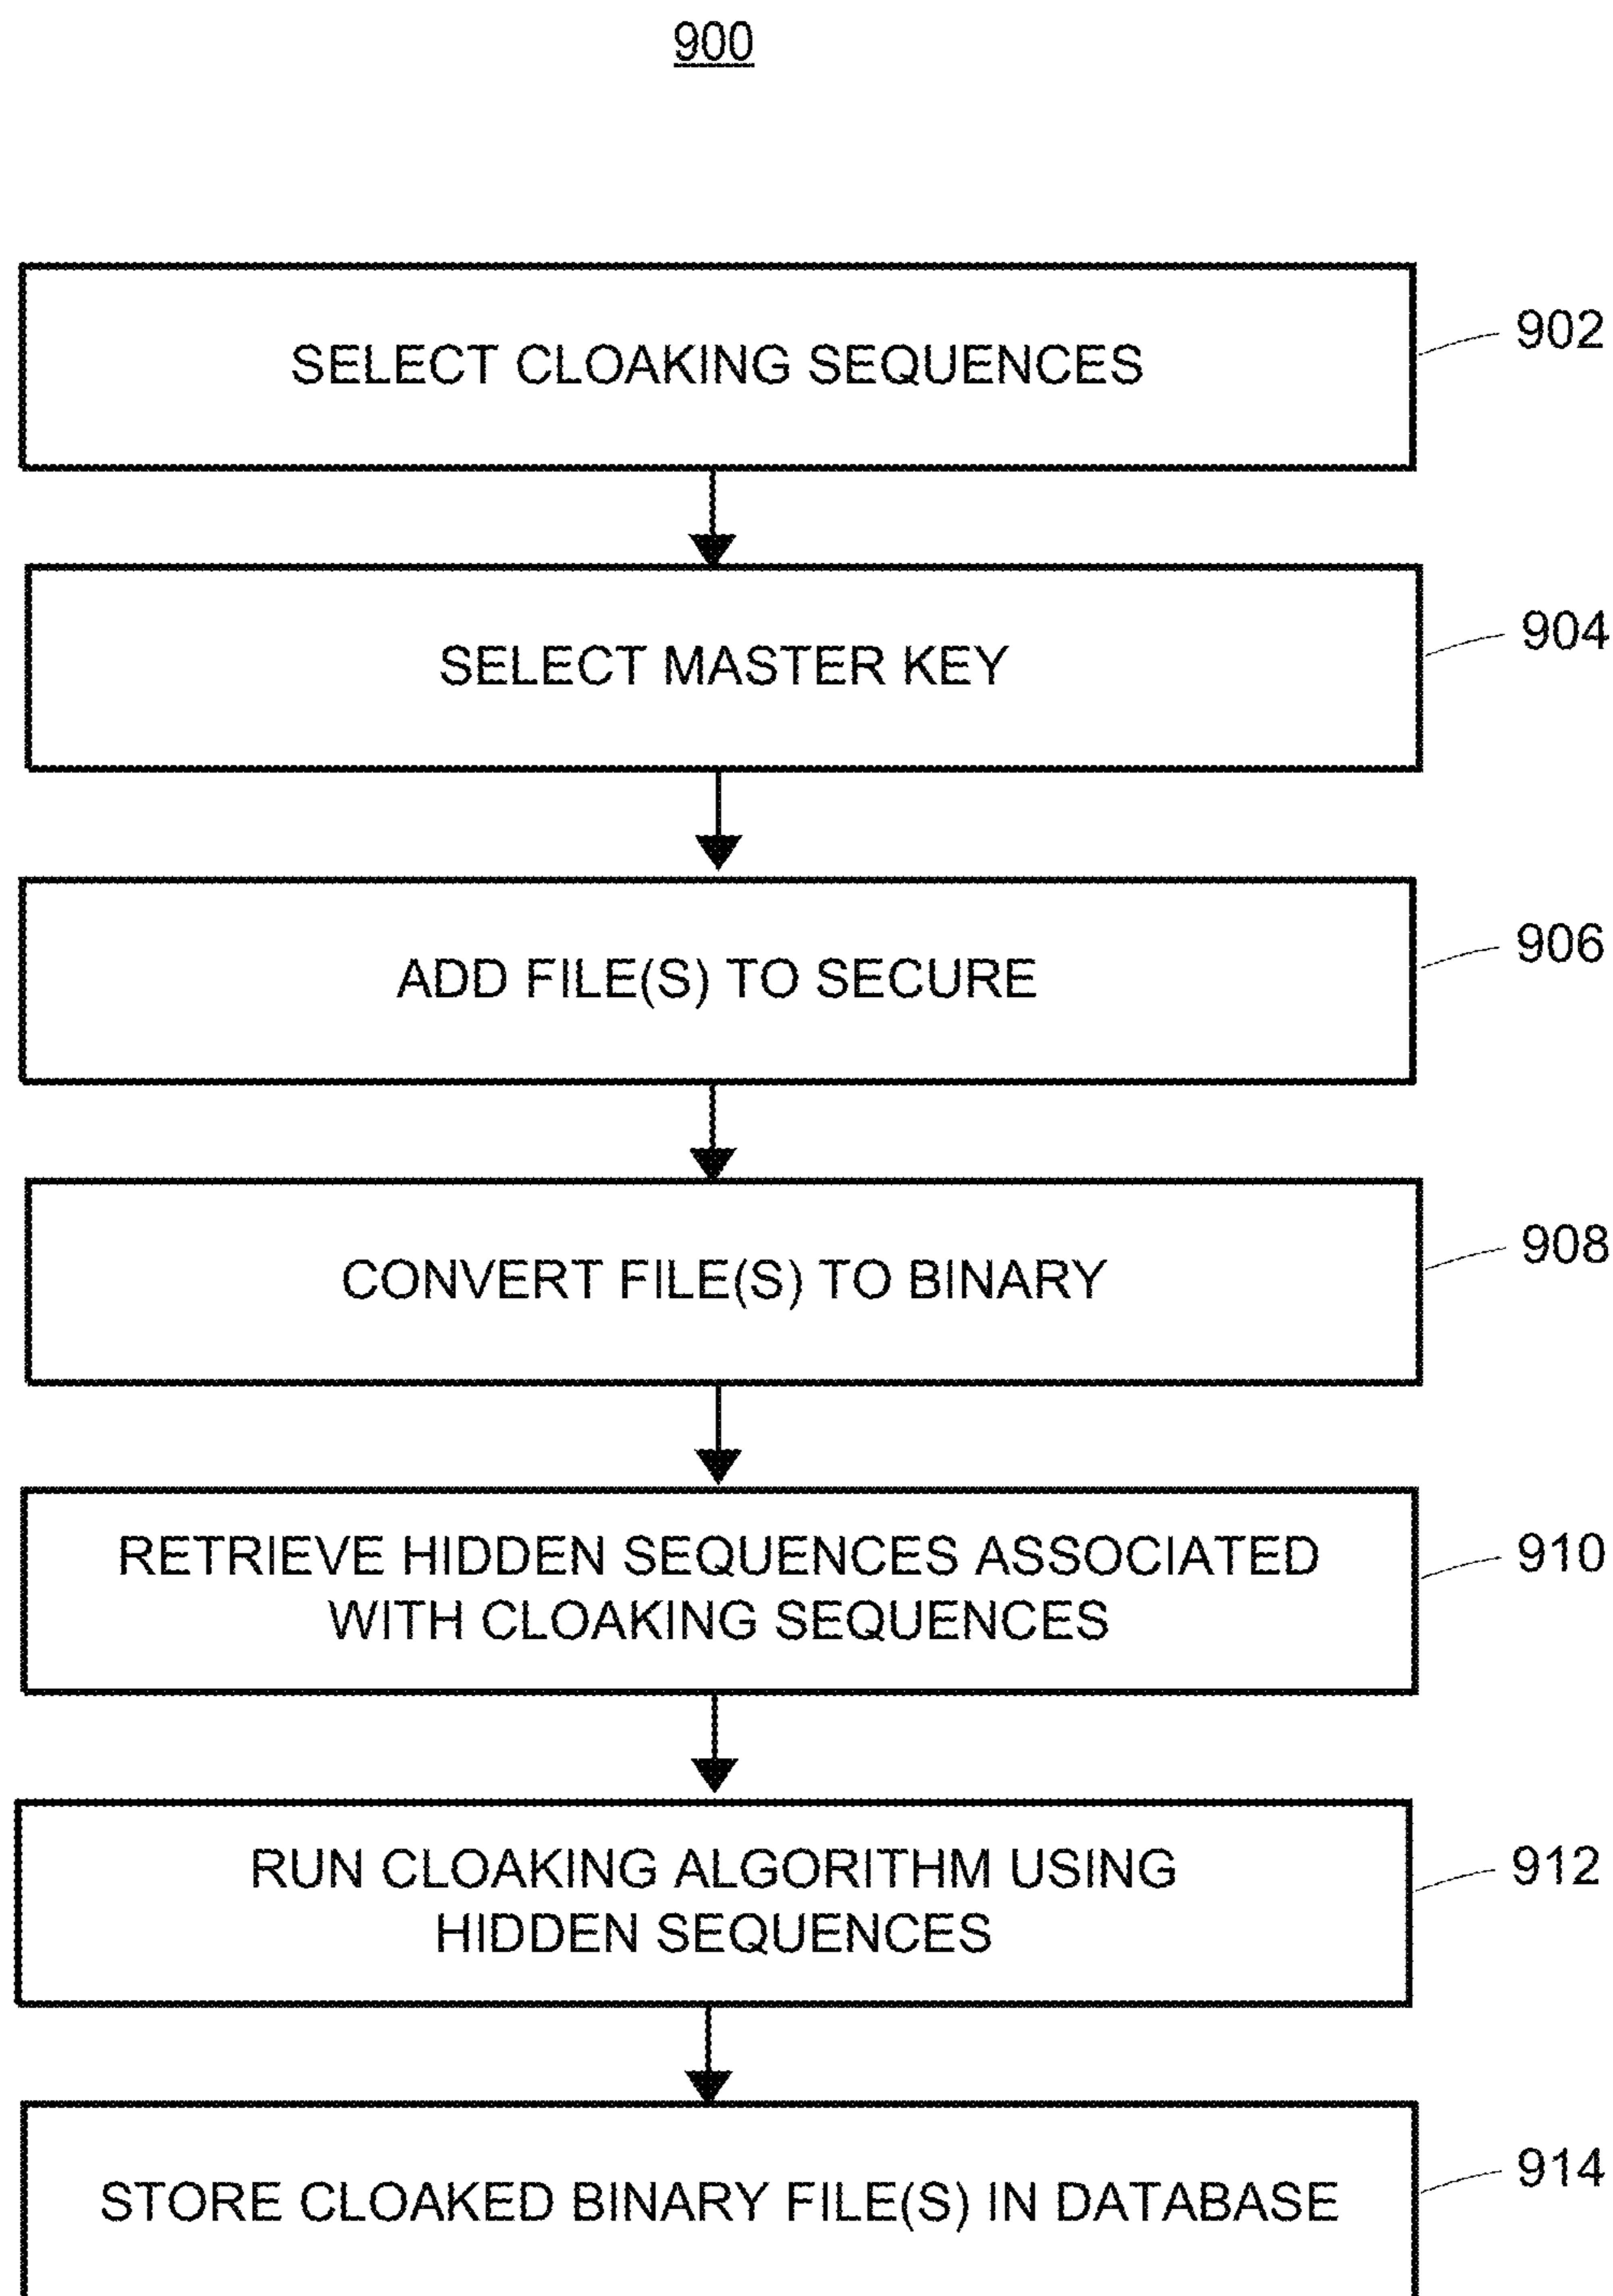 900
SELECT CLOAKING SEQUENCES
902
SELECT MASTER KEY
904
ADD FILE(S) TO SECURE
906
CONVERT FILE(S) TO BINARY
908
RETRIEVE HIDDEN SEQUENCES ASSOCIATED
WITH CLOAKING SEQUENCES
910
RUN CLOAKING ALGORITHM USING
HIDDEN SEQUENCES
912
STORE CLOAKED BINARY FILE(S) IN DATABASE
914